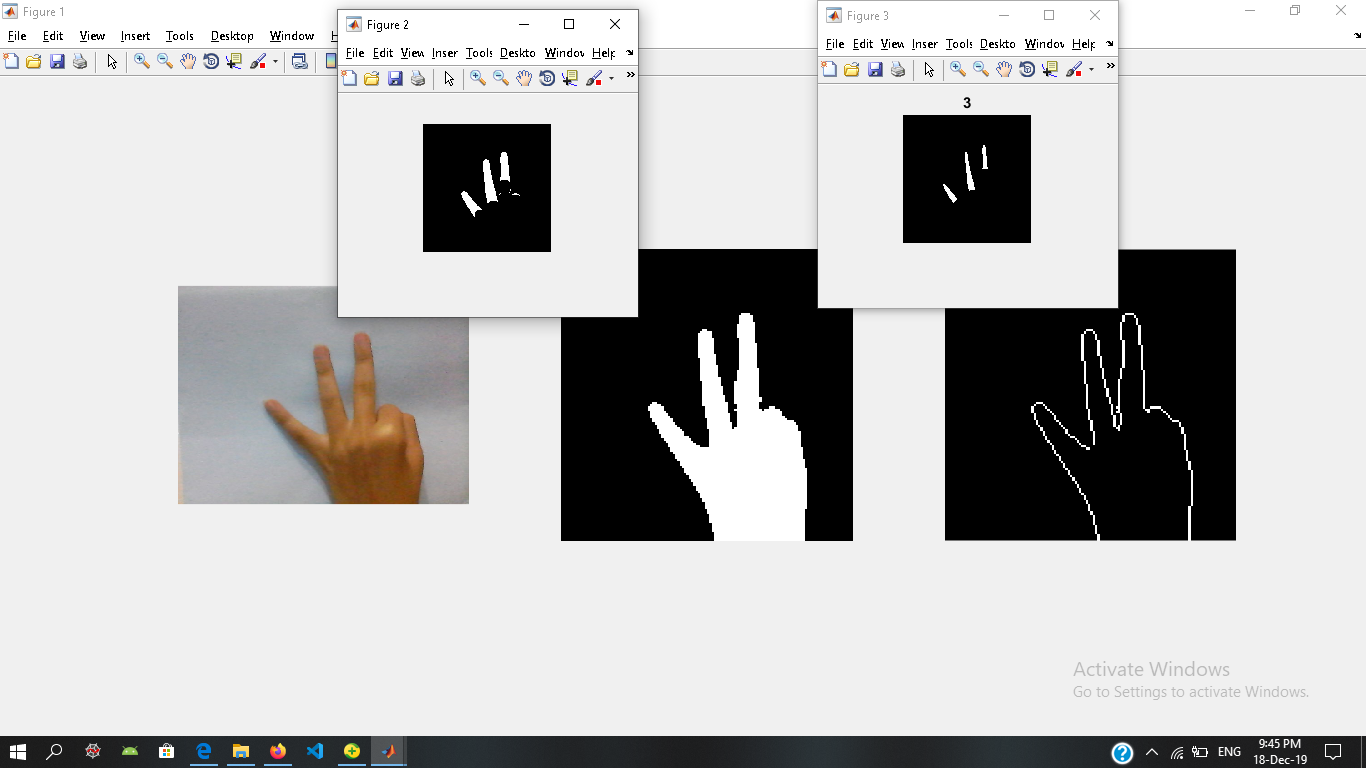 Figure 1
File Edit View Insert Tools Desktop Window H
Figure 2
File Edit View Inser Tools Deskto Window Help
Figure 3
File Edit View Inser Tools Deskto Window Help
3
Activate Windows
Go to Settings to activate Windows.
ENG
9:45 PM
18-Dec-19